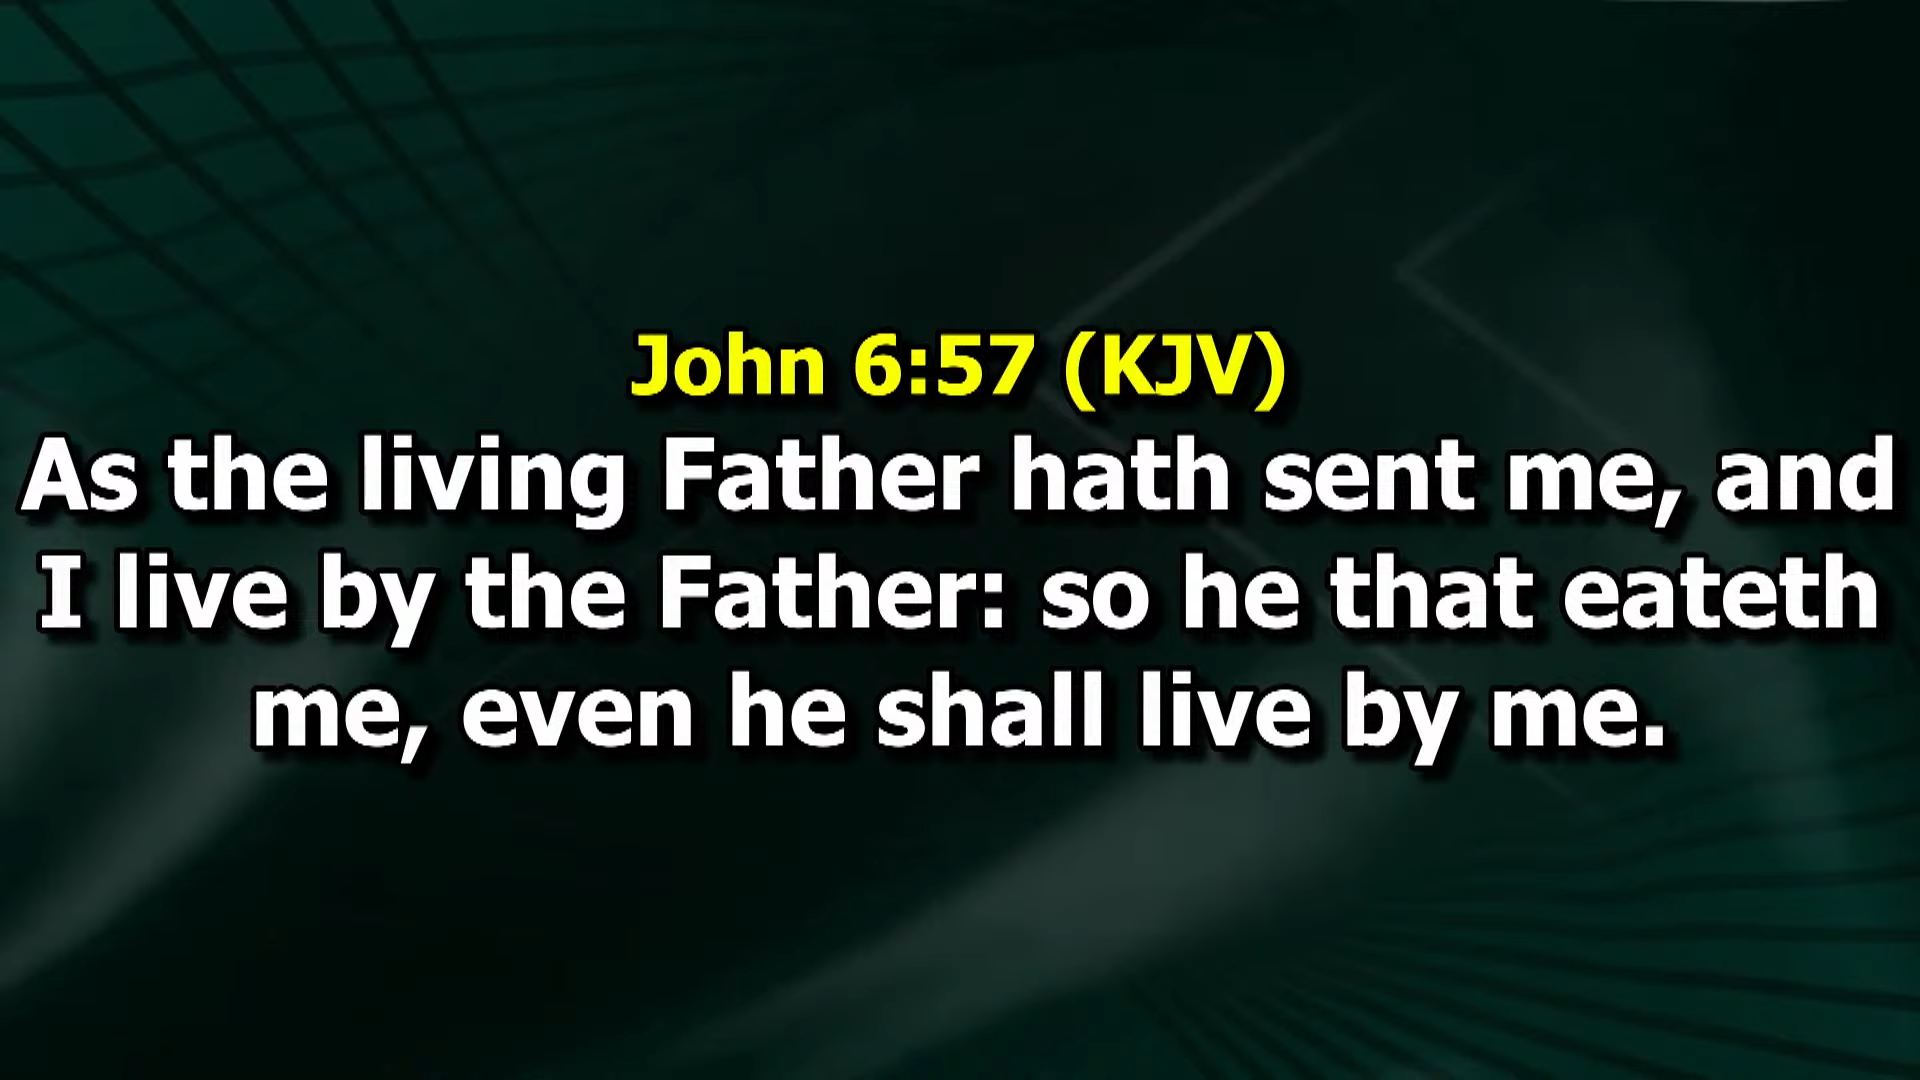 John 6:57 (KJV)
As the living Father hath sent me, and
I live by the Father: so he that eateth
me, even he shall live by me.